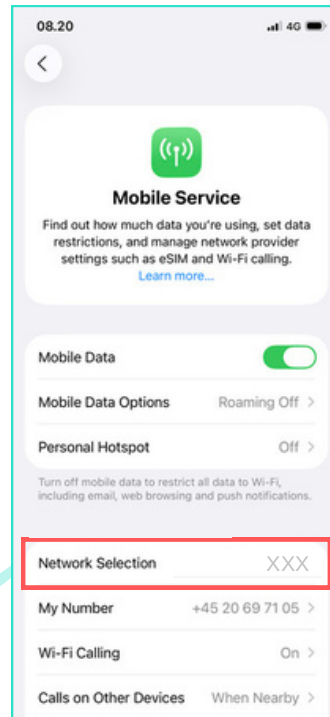 08.20 4G
Mobile Service
Find out how much data you're using, set data
restrictions, and manage network provider
settings such as eSIM and Wi-Fi calling.
Learn more...
Mobile Data
Mobile Data Options Roaming Off
Personal Hotspot Off
Turn off mobile data to restrict all data to Wi-Fi,
including email, web browsing and push notifications.
Network Selection XXX
My Number +45 20 69 71 05
Wi-Fi Calling On
Calls on Other Devices When Nearby